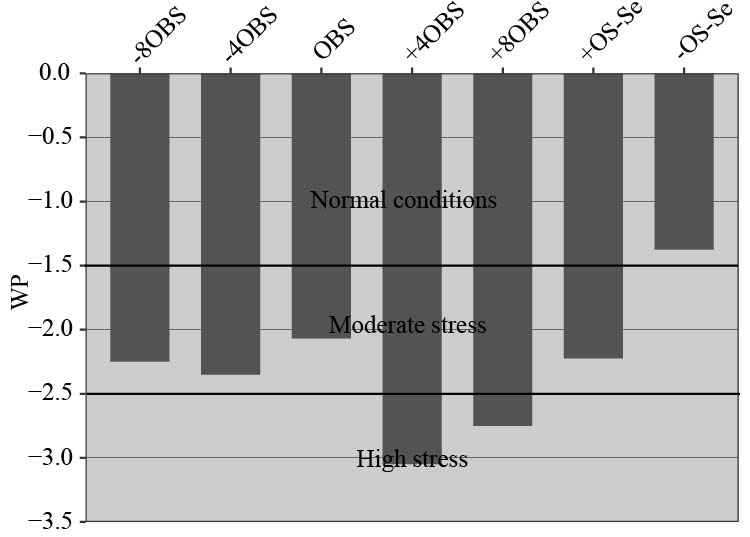 -8OBS
-4OBS
OBS
+4OBS
+8OBS
+OS-Se
-OS-Se
0.0
−0.5
−1.0
−1.5
−2.0
−2.5
−3.0
−3.5
WP
Normal conditions
Moderate stress
High stress